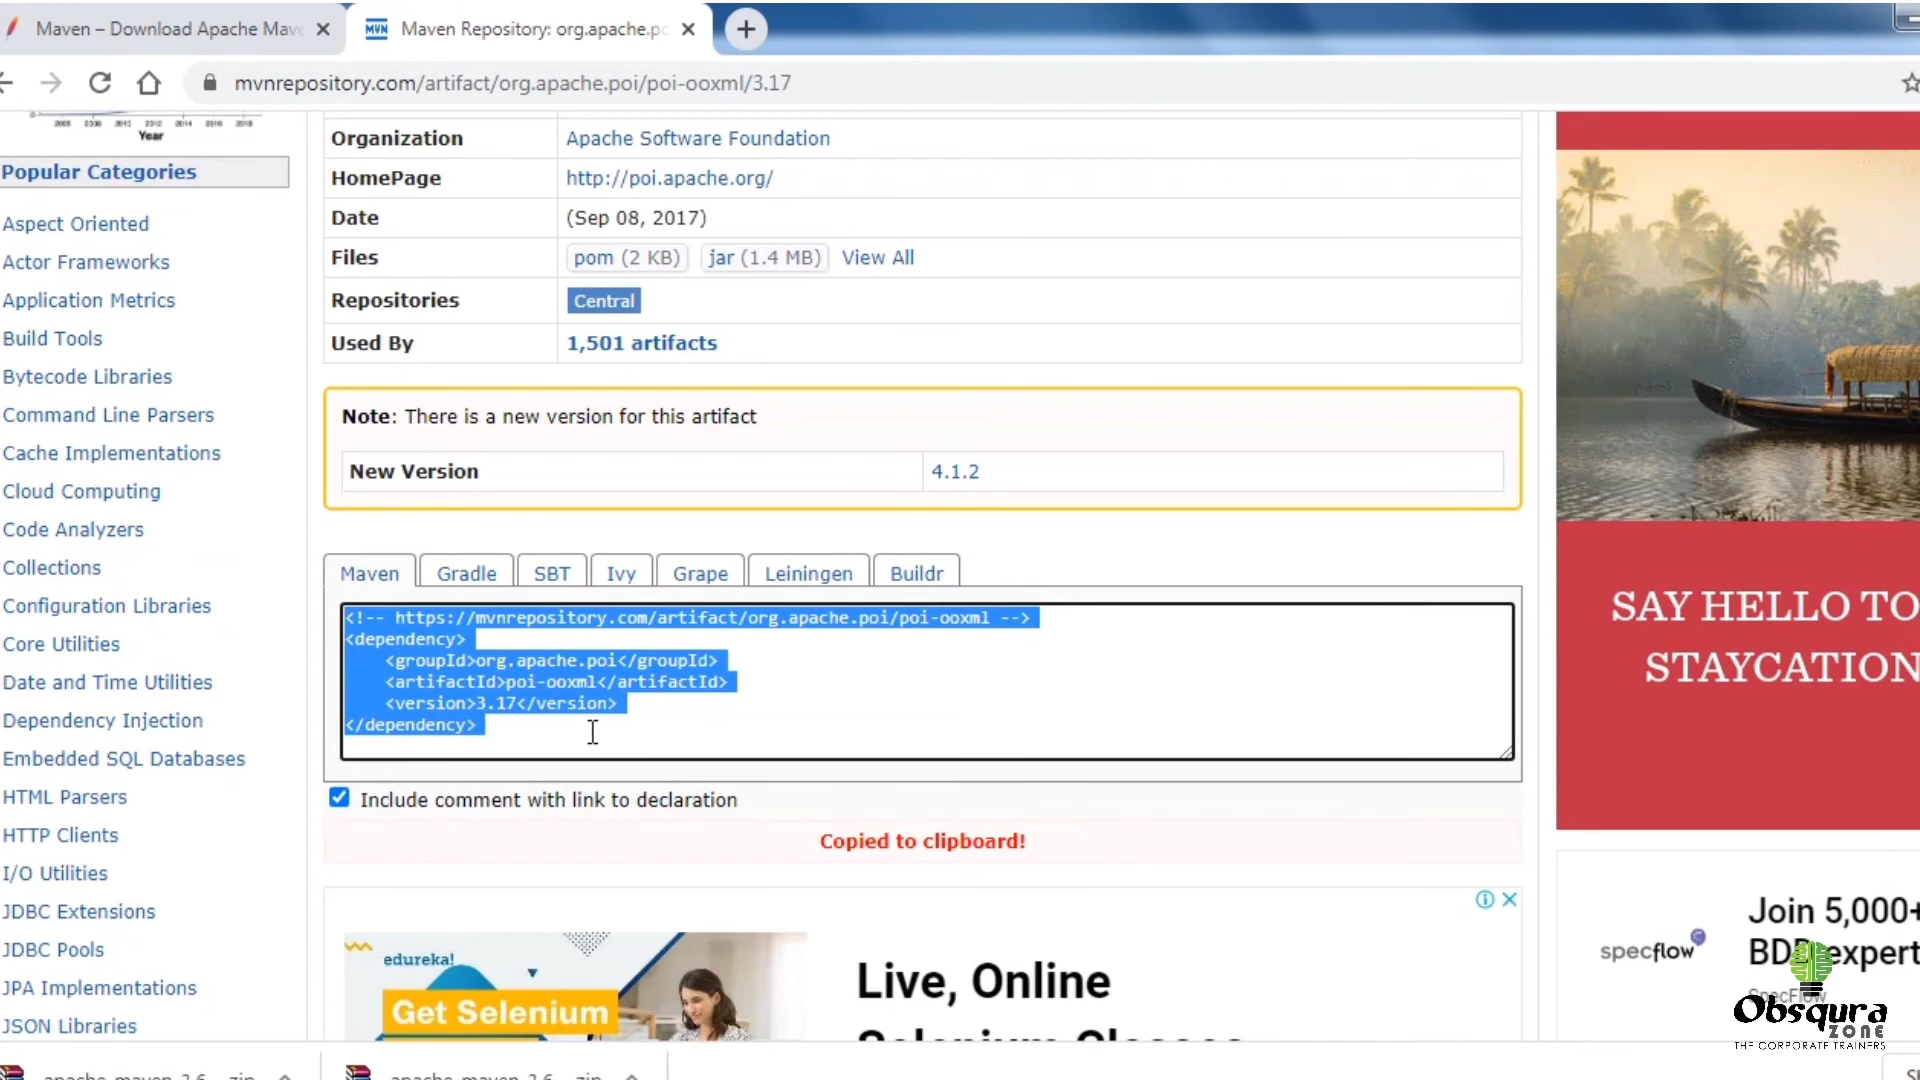 Maven – Download Apache Mav
Maven Repository: org.apache.po
mvnrepository.com/artifact/org.apache.poi/poi-ooxml/3.17
Year
Popular Categories
Aspect Oriented
Actor Frameworks
Application Metrics
Build Tools
Bytecode Libraries
Command Line Parsers
Cache Implementations
Cloud Computing
Code Analyzers
Collections
Configuration Libraries
Core Utilities
Date and Time Utilities
Dependency Injection
Embedded SQL Databases
HTML Parsers
HTTP Clients
I/O Utilities
JDBC Extensions
JDBC Pools
JPA Implementations
JSON Libraries
Organization Apache Software Foundation
HomePage http://poi.apache.org/
Date (Sep 08, 2017)
Files pom (2 KB) jar (1.4 MB) View All
Repositories Central
Used By 1,501 artifacts
Note: There is a new version for this artifact
New Version 4.1.2
Maven Gradle SBT Ivy Grape Leiningen Buildr
<!-- https://mvnrepository.com/artifact/org.apache.poi/poi-ooxml -->
<dependency>
<groupId>org.apache.poi</groupId>
<artifactId>poi-ooxml</artifactId>
<version>3.17</version>
</dependency>
Include comment with link to declaration
Copied to clipboard!
edureka!
Get Selenium
Live, Online
Selenium Classes
SAY HELLO TO
STAYCATION
specflow
Join 5,000+
BDD expert
SpecFlow
Obsqura
ZONE
THE CORPORATE TRAINERS